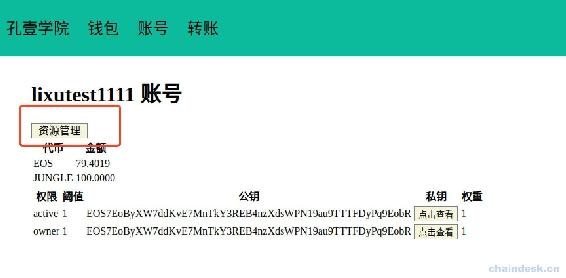 孔壹学院 钱包 账号 转账
lixutest1111 账号
资源管理
代币 金额
EOS 79.4019
JUNGLE 100.0000
权限 阈值 公钥 私钥 权重
active 1 EOS7EoByXW7ddKvE7MnTkY3REB4nzXdsWPN19au9TTTFDyPq9EobR 点击查看 1
owner 1 EOS7EoByXW7ddKvE7MnTkY3REB4nzXdsWPN19au9TTTFDyPq9EobR 点击查看 1
chaindesk.cn